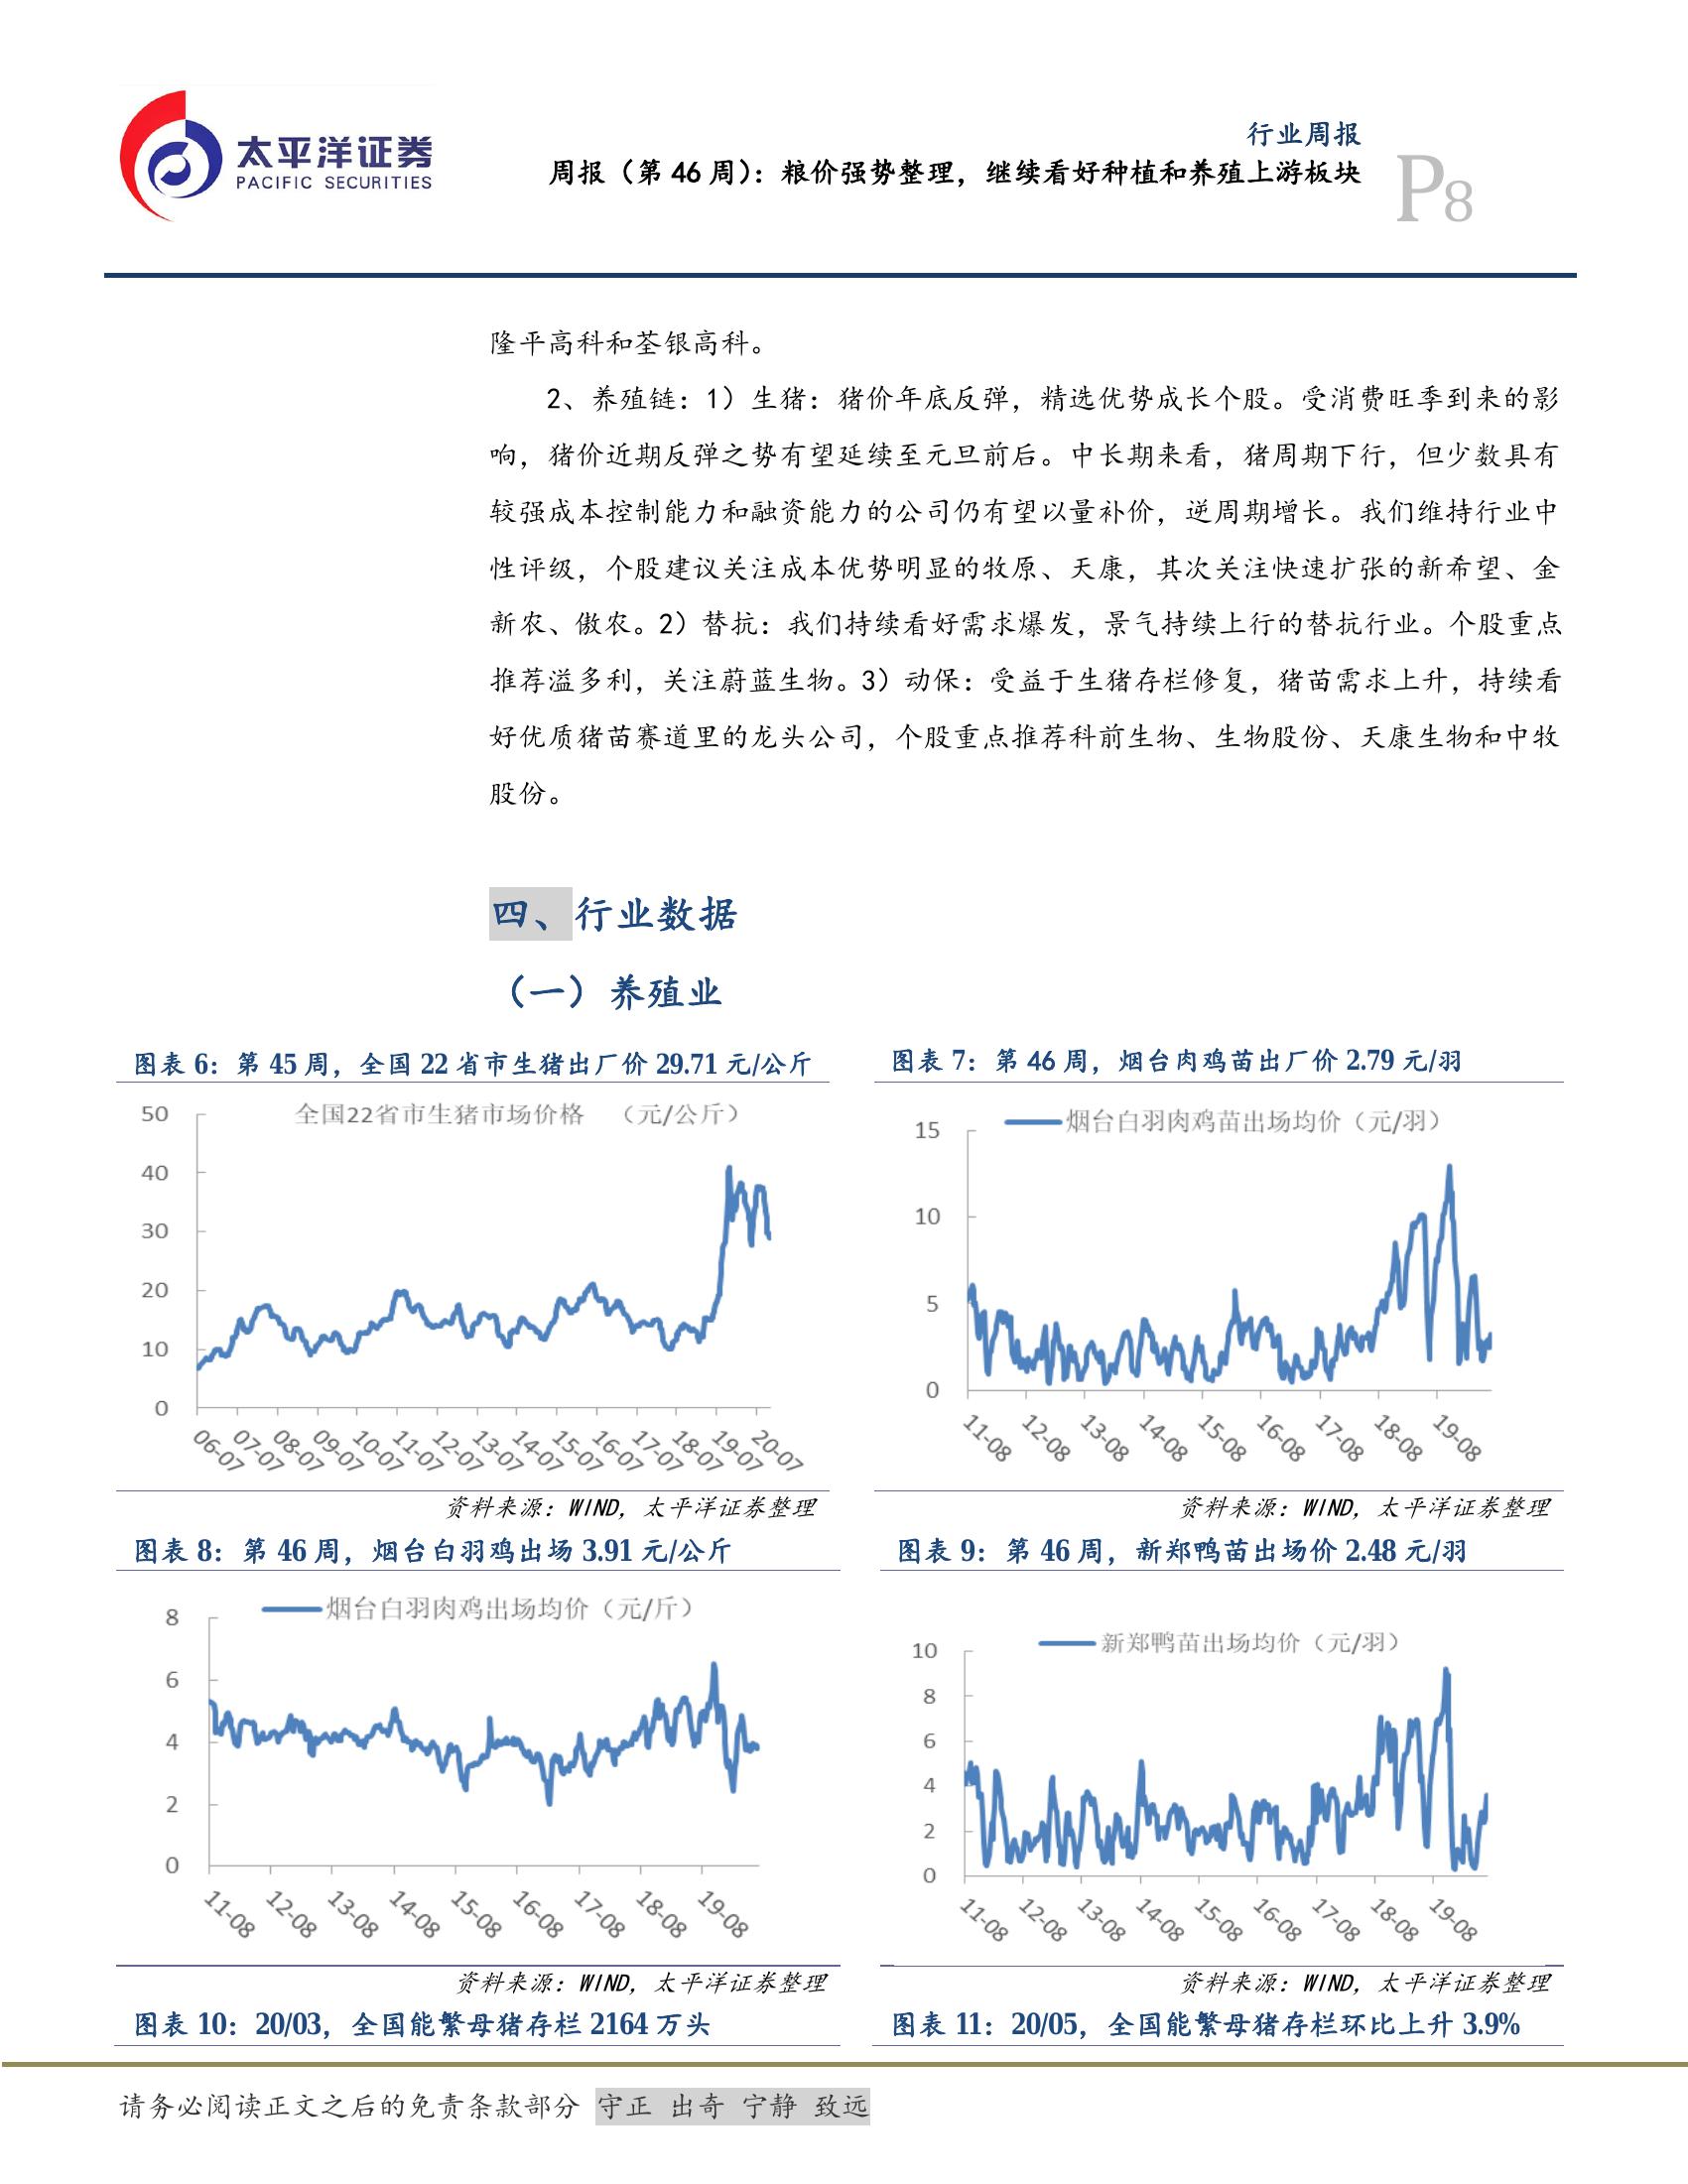 太平洋证券
PACIFIC SECURITIES
行业周报
周报（第 46 周）：粮价强势整理，继续看好种植和养殖上游板块
P8
隆平高科和荃银高科。
2、养殖链：1）生猪：猪价年底反弹，精选优势成长个股。受消费旺季到来的影
响，猪价近期反弹之势有望延续至元旦前后。中长期来看，猪周期下行，但少数具有
较强成本控制能力和融资能力的公司仍有望以量补价，逆周期增长。我们维持行业中
性评级，个股建议关注成本优势明显的牧原、天康，其次关注快速扩张的新希望、金
新农、傲农。2）替抗：我们持续看好需求爆发，景气持续上行的替抗行业。个股重点
推荐溢多利，关注蔚蓝生物。3）动保：受益于生猪存栏修复，猪苗需求上升，持续看
好优质猪苗赛道里的龙头公司，个股重点推荐科前生物、生物股份、天康生物和中牧
股份。
四、行业数据
（一）养殖业
图表 6：第 45 周，全国 22 省市生猪出厂价 29.71 元/公斤
全国22省市生猪市场价格 （元/公斤）
50
40
30
20
10
0
06-07 07-07 08-07 09-07 10-07 11-07 12-07 13-07 14-07 15-07 16-07 17-07 18-07 19-07 20-07
资料来源：WIND，太平洋证券整理
图表 7：第 46 周，烟台肉鸡苗出厂价 2.79 元/羽
烟台白羽肉鸡苗出场均价（元/羽）
15
10
5
0
11-08 12-08 13-08 14-08 15-08 16-08 17-08 18-08 19-08
资料来源：WIND，太平洋证券整理
图表 8：第 46 周，烟台白羽鸡出场 3.91 元/公斤
烟台白羽肉鸡出场均价（元/斤）
8
6
4
2
0
11-08 12-08 13-08 14-08 15-08 16-08 17-08 18-08 19-08
资料来源：WIND，太平洋证券整理
图表 9：第 46 周，新郑鸭苗出场价 2.48 元/羽
新郑鸭苗出场均价（元/羽）
10
8
6
4
2
0
11-08 12-08 13-08 14-08 15-08 16-08 17-08 18-08 19-08
资料来源：WIND，太平洋证券整理
图表 10：20/03，全国能繁母猪存栏 2164 万头
图表 11：20/05，全国能繁母猪存栏环比上升 3.9%
请务必阅读正文之后的免责条款部分 守正 出奇 宁静 致远